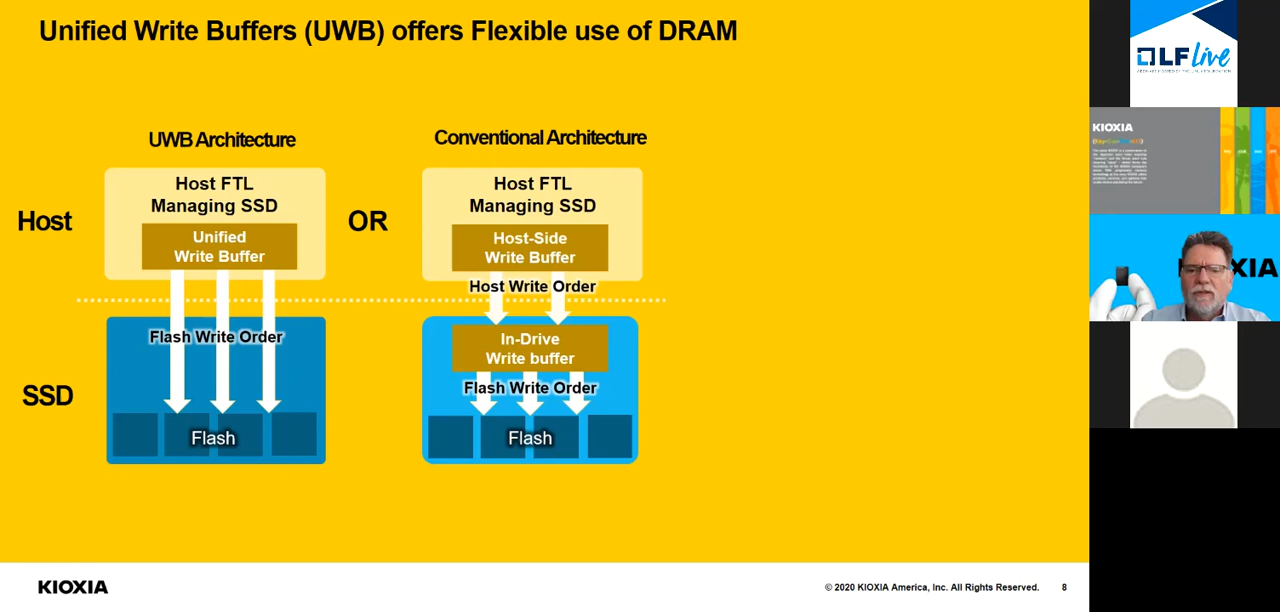 Unified Write Buffers (UWB) offers Flexible use of DRAM
UWB Architecture
Conventional Architecture
Host
Host FTL
Managing SSD
Unified
Write Buffer
OR
Host FTL
Managing SSD
Host-Side
Write Buffer
Host Write Order
SSD
Flash Write Order
Flash
In-Drive
Write buffer
Flash Write Order
Flash
KIOXIA
© 2020 KIOXIA America, Inc. All Rights Reserved.
8
LF Live
KIOXIA
XIA